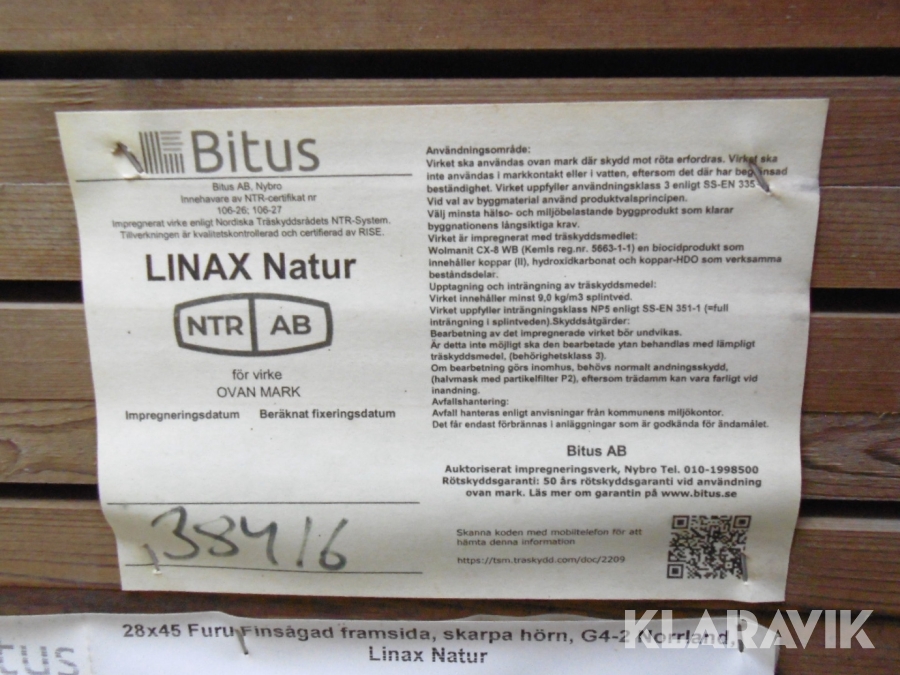 Bitus
Bitus AB, Nybro
Innehavare av NTR-certifikat nr
106-26; 106-27
Impregnerat virke enligt Nordiska Träskyddsrådets NTR-System.
Tillverkningen är kvalitetskontrollerad och certifierad av RISE.
LINAX Natur
NTR AB
för virke
OVAN MARK
Impregneringsdatum Beräknat fixeringsdatum
38416
Användningsområde:
Virket ska användas ovan mark där skydd mot röta erfordras. Virket ska
inte användas i markkontakt eller i vatten, eftersom det där har begränsad
beständighet. Virket uppfyller användningsklass 3 enligt SS-EN 335
Vid val av byggmaterial använd produktvalsprincipen.
Välj minsta hälso- och miljöbelastande byggprodukt som klarar
byggnationens långsiktiga krav.
Virket är impregnerat med träskyddsmedlet:
Wolmanit CX-8 WB (Kemls reg.nr. 5663-1-1) en biocidprodukt som
innehåller koppar (II), hydroxidkarbonat och koppar-HDO som verksamma
beståndsdelar.
Upptagning och inträngning av träskyddsmedel:
Virket innehåller minst 9,0 kg/m3 splintved.
Virket uppfyller inträngningsklass NP5 enligt SS-EN 351-1 (=full
inträngning i splintveden).Skyddsåtgärder:
Bearbetning av det impregnerade virket bör undvikas.
Är detta inte möjligt ska den bearbetade ytan behandlas med lämpligt
träskyddsmedel, (behörighetsklass 3).
Om bearbetning görs inomhus, behövs normalt andningsskydd,
(halvmask med partikelfilter P2), eftersom trädamm kan vara farligt vid
inandning.
Avfallshantering:
Avfall hanteras enligt anvisningar från kommunens miljökontor.
Det får endast förbrännas i anläggningar som är godkända för ändamålet.
Bitus AB
Auktoriserat impregneringsverk, Nybro Tel. 010-1998500
Rötskyddsgaranti: 50 års rötskyddsgaranti vid användning
ovan mark. Läs mer om garantin på www.bitus.se
Skanna koden med mobiltelefon för att
hämta denna information
https://tsm.traskydd.com/doc/2209
28x45 Furu Finsågad framsida, skarpa hörn, G4-2 Norrland,
Linax Natur
tus
KLARAVIK